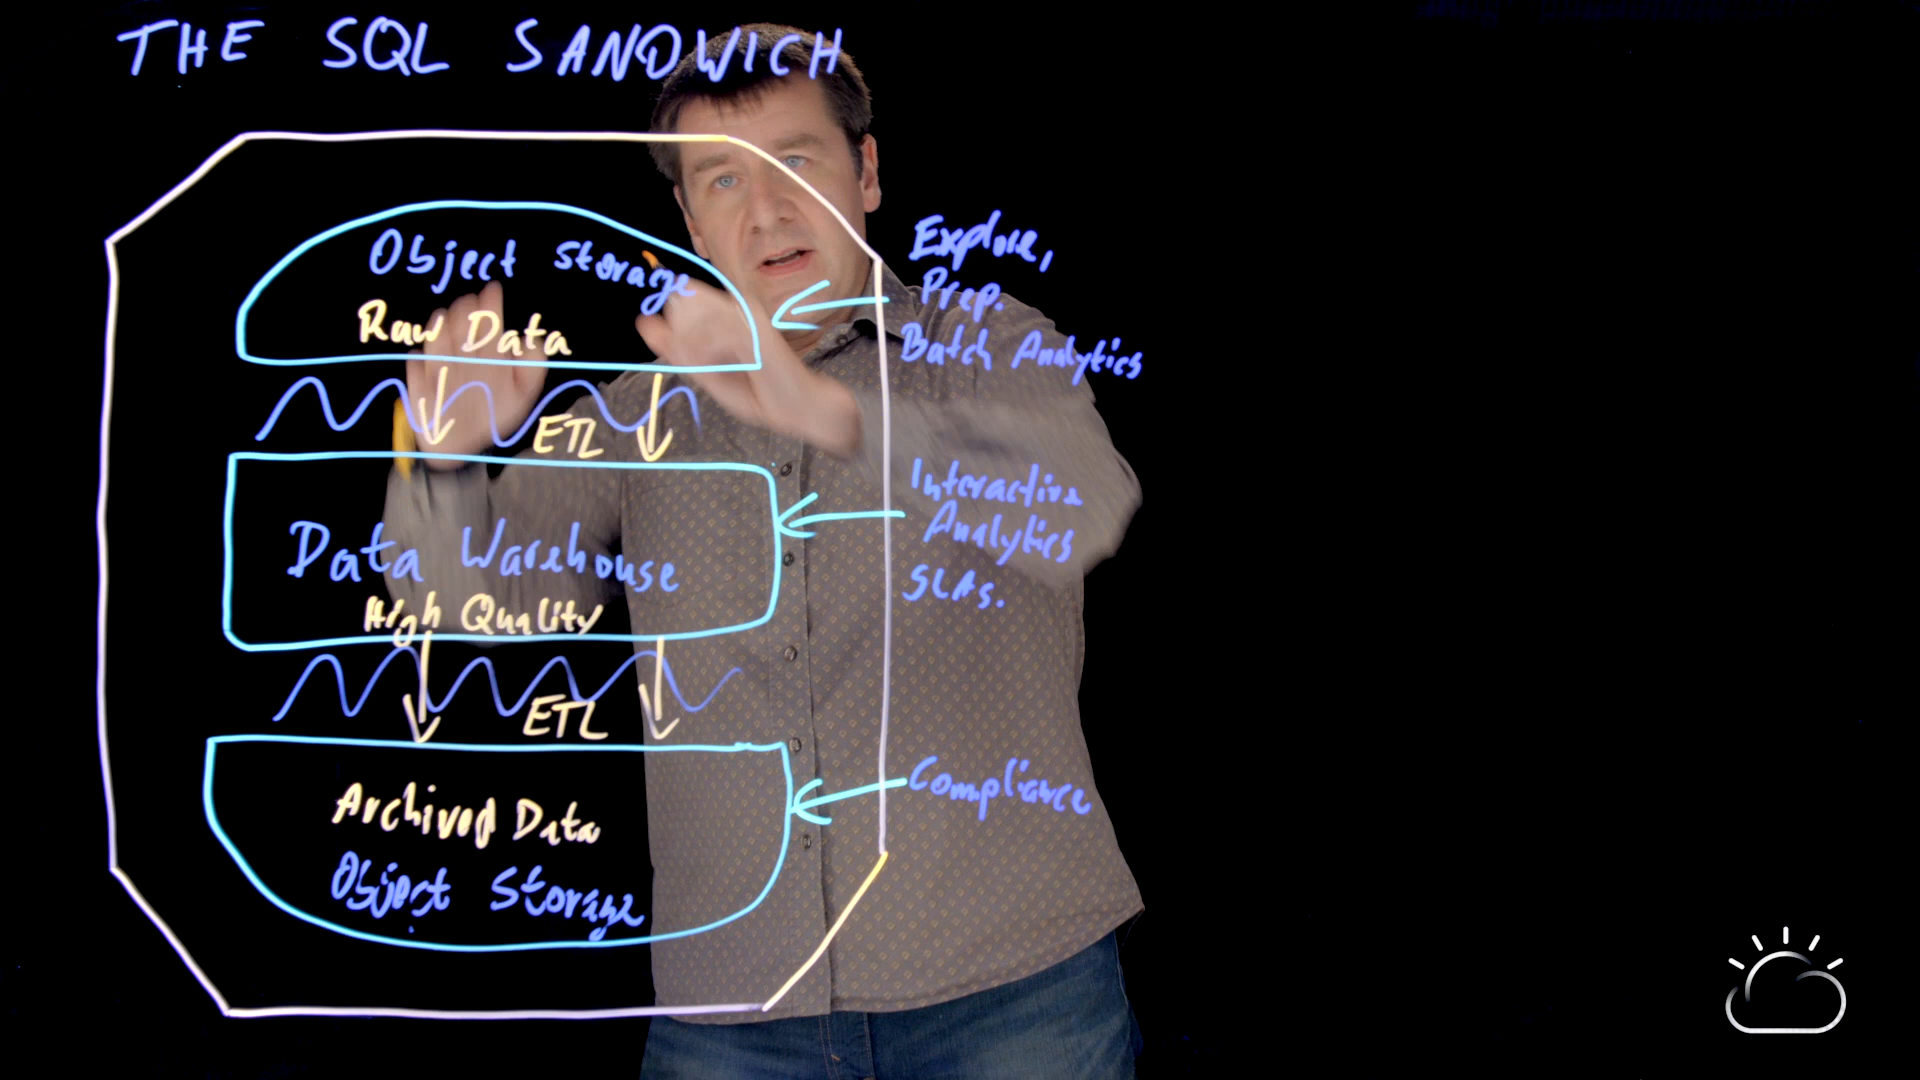 THE SQL SANDWICH
Object Storage
Raw Data
Explore,
Prep.
Batch Analytics
ETL
Data Warehouse
High Quality
Interactive
Analytics
SLAs.
ETL
Archived Data
Object Storage
Compliance